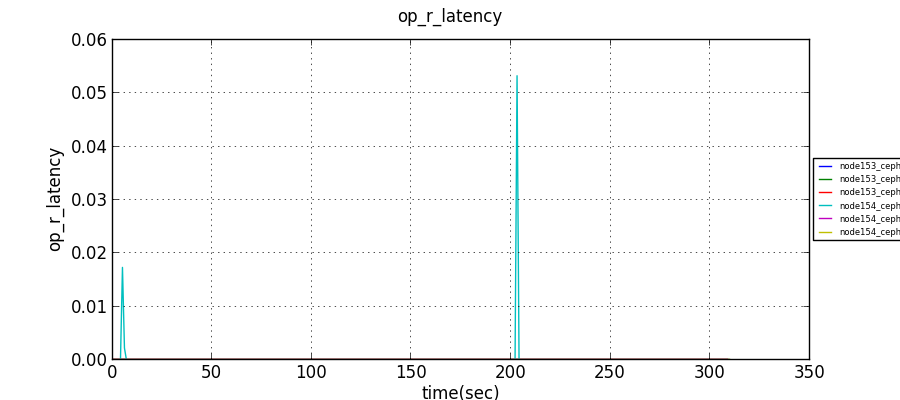 op_r_latency
0.06
0.05
0.04
0.03
0.02
0.01
0.00
op_r_latency
0 50 100 150 200 250 300 350
time(sec)
node153_ceph
node153_ceph
node153_ceph
node154_ceph
node154_ceph
node154_ceph